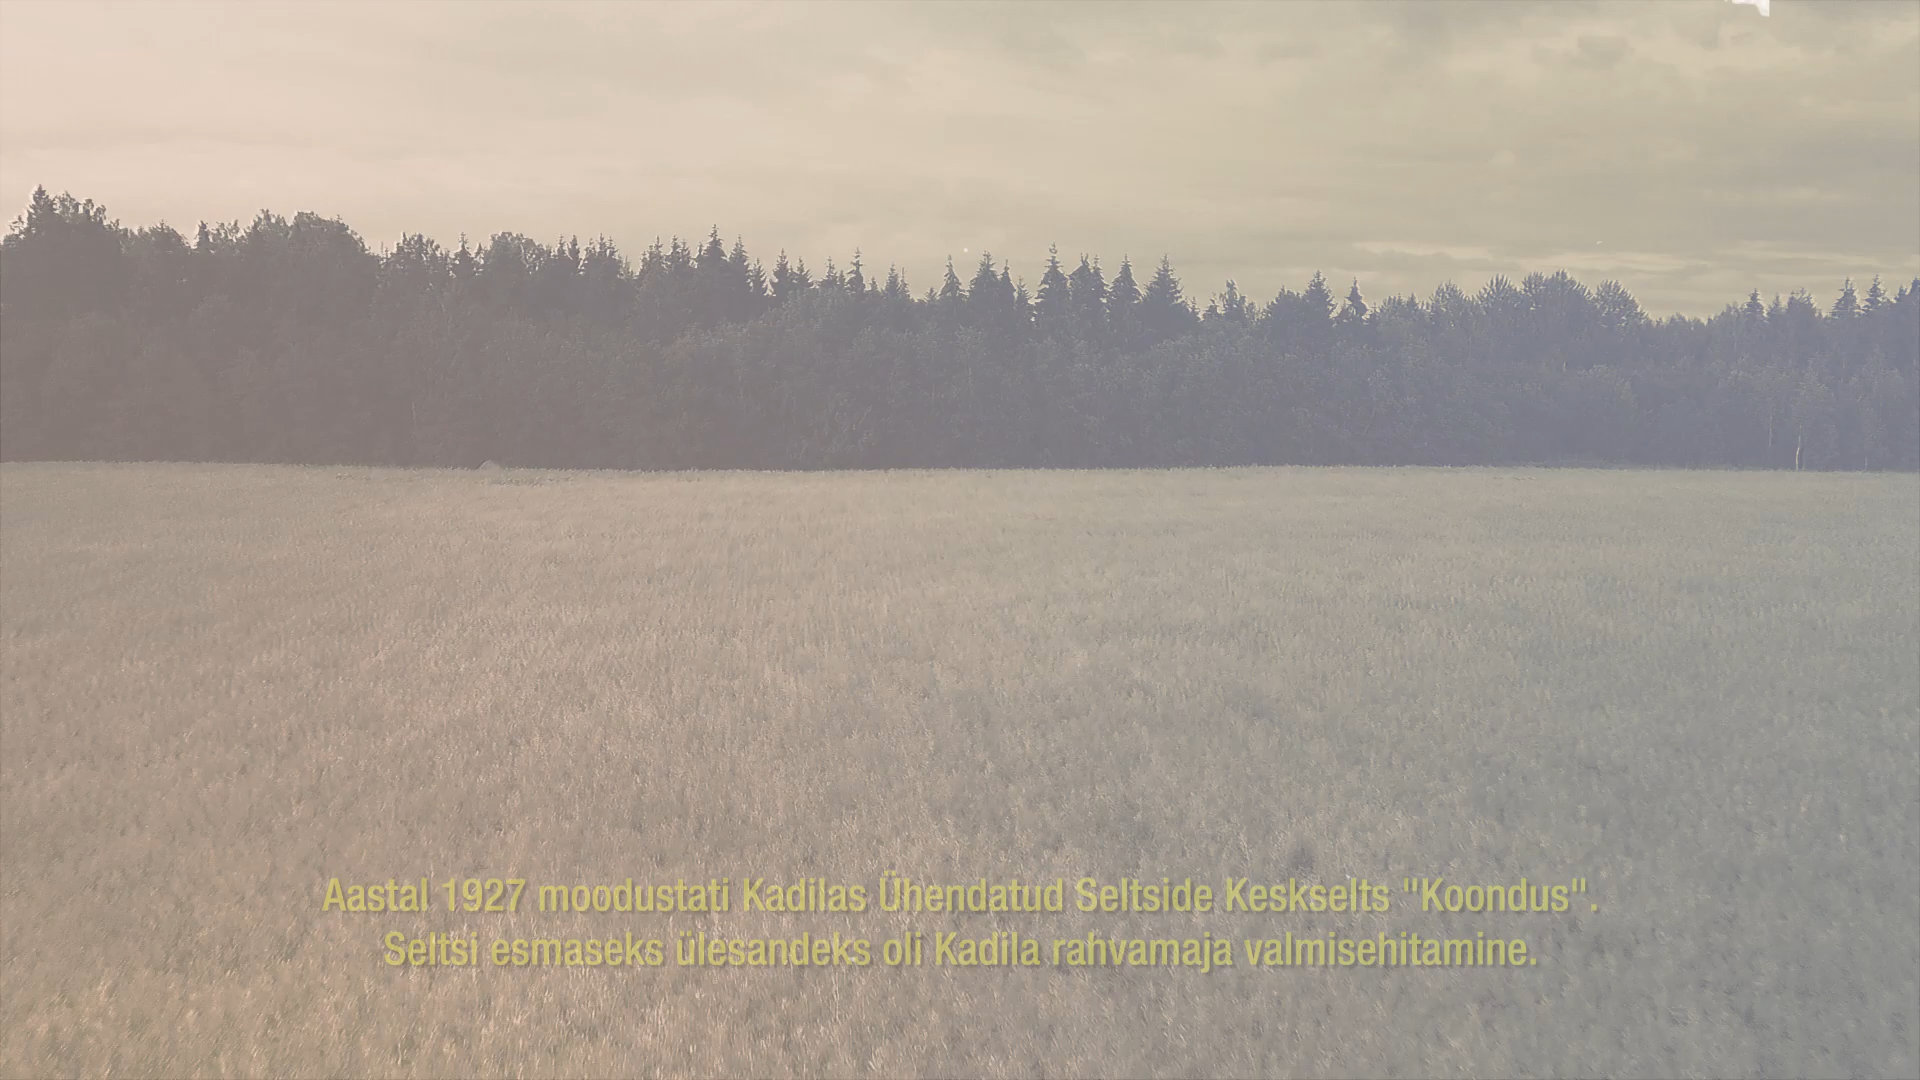 Aastal 1927 moodustati Kadilas Ühendatud Seltside Keskselts "Koondus".
Seltsi esmaseks ülesandeks oli Kadila rahvamaja valmisehitamine.